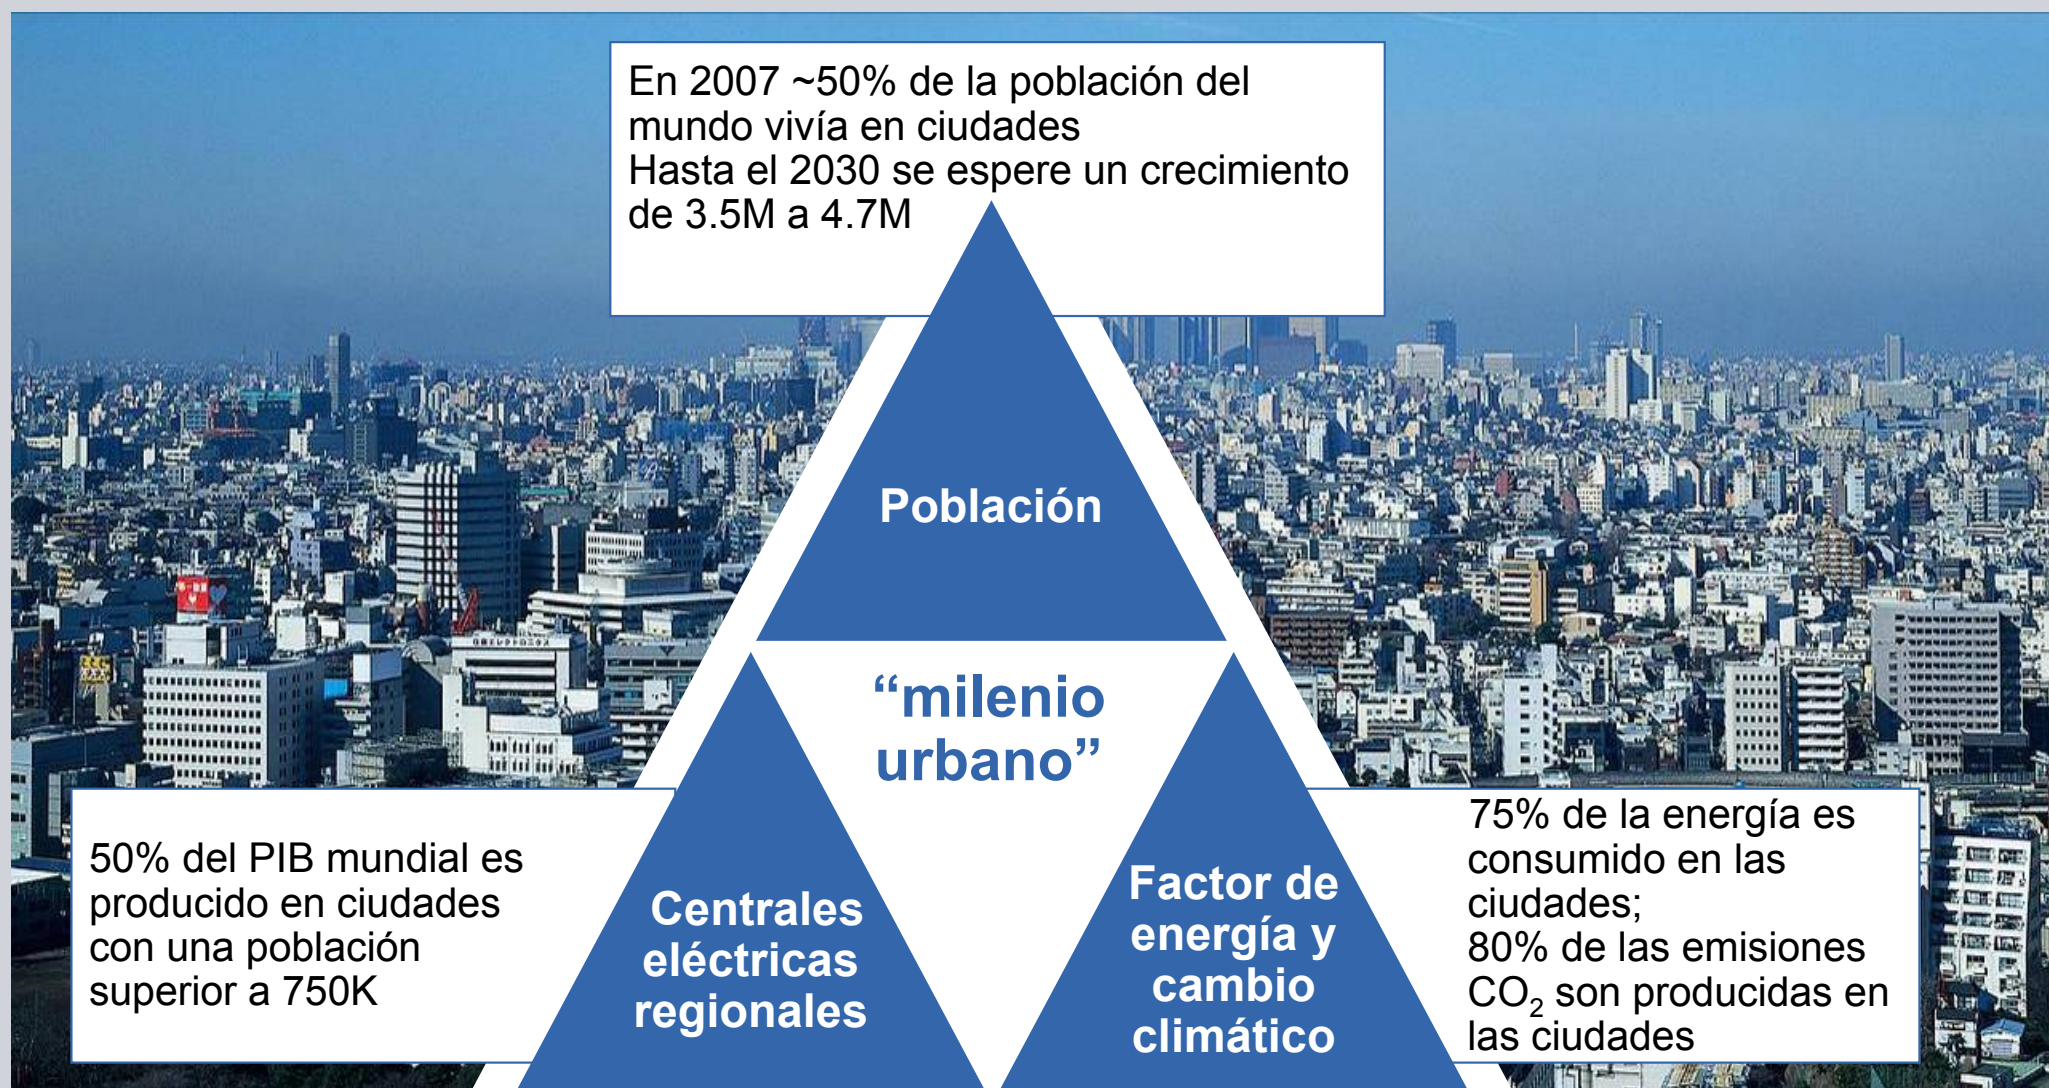 En 2007 ~50% de la población del
mundo vivía en ciudades
Hasta el 2030 se espere un crecimiento
de 3.5M a 4.7M
Población
“milenio
urbano”
50% del PIB mundial es
producido en ciudades
con una población
superior a 750K
Centrales
eléctricas
regionales
Factor de
energía y
cambio
climático
75% de la energía es
consumido en las
ciudades;
80% de las emisiones
CO₂ son producidas en
las ciudades